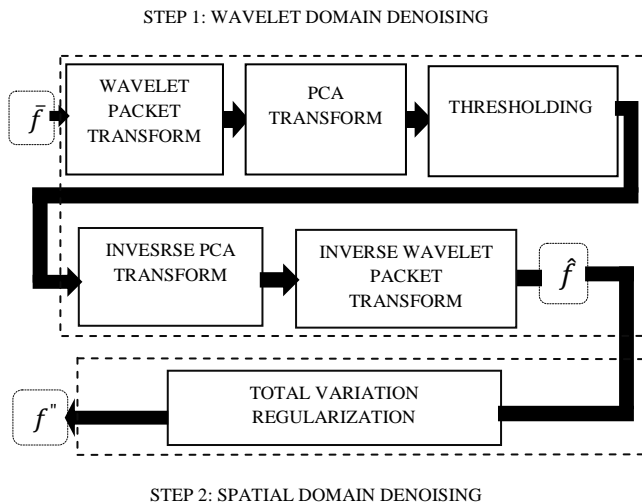 STEP 1: WAVELET DOMAIN DENOISING
f̄
WAVELET
PACKET
TRANSFORM
PCA
TRANSFORM
THRESHOLDING
INVESRSE PCA
TRANSFORM
INVERSE WAVELET
PACKET
TRANSFORM
f̂
TOTAL VARIATION
REGULARIZATION
f"
STEP 2: SPATIAL DOMAIN DENOISING